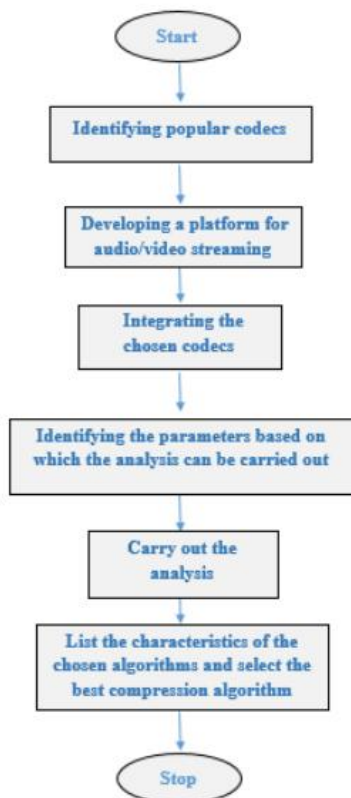 Start
Identifying popular codecs
Developing a platform for
audio/video streaming
Integrating the
chosen codecs
Identifying the parameters based on
which the analysis can be carried out
Carry out the
analysis
List the characteristics of the
chosen algorithms and select the
best compression algorithm
Stop